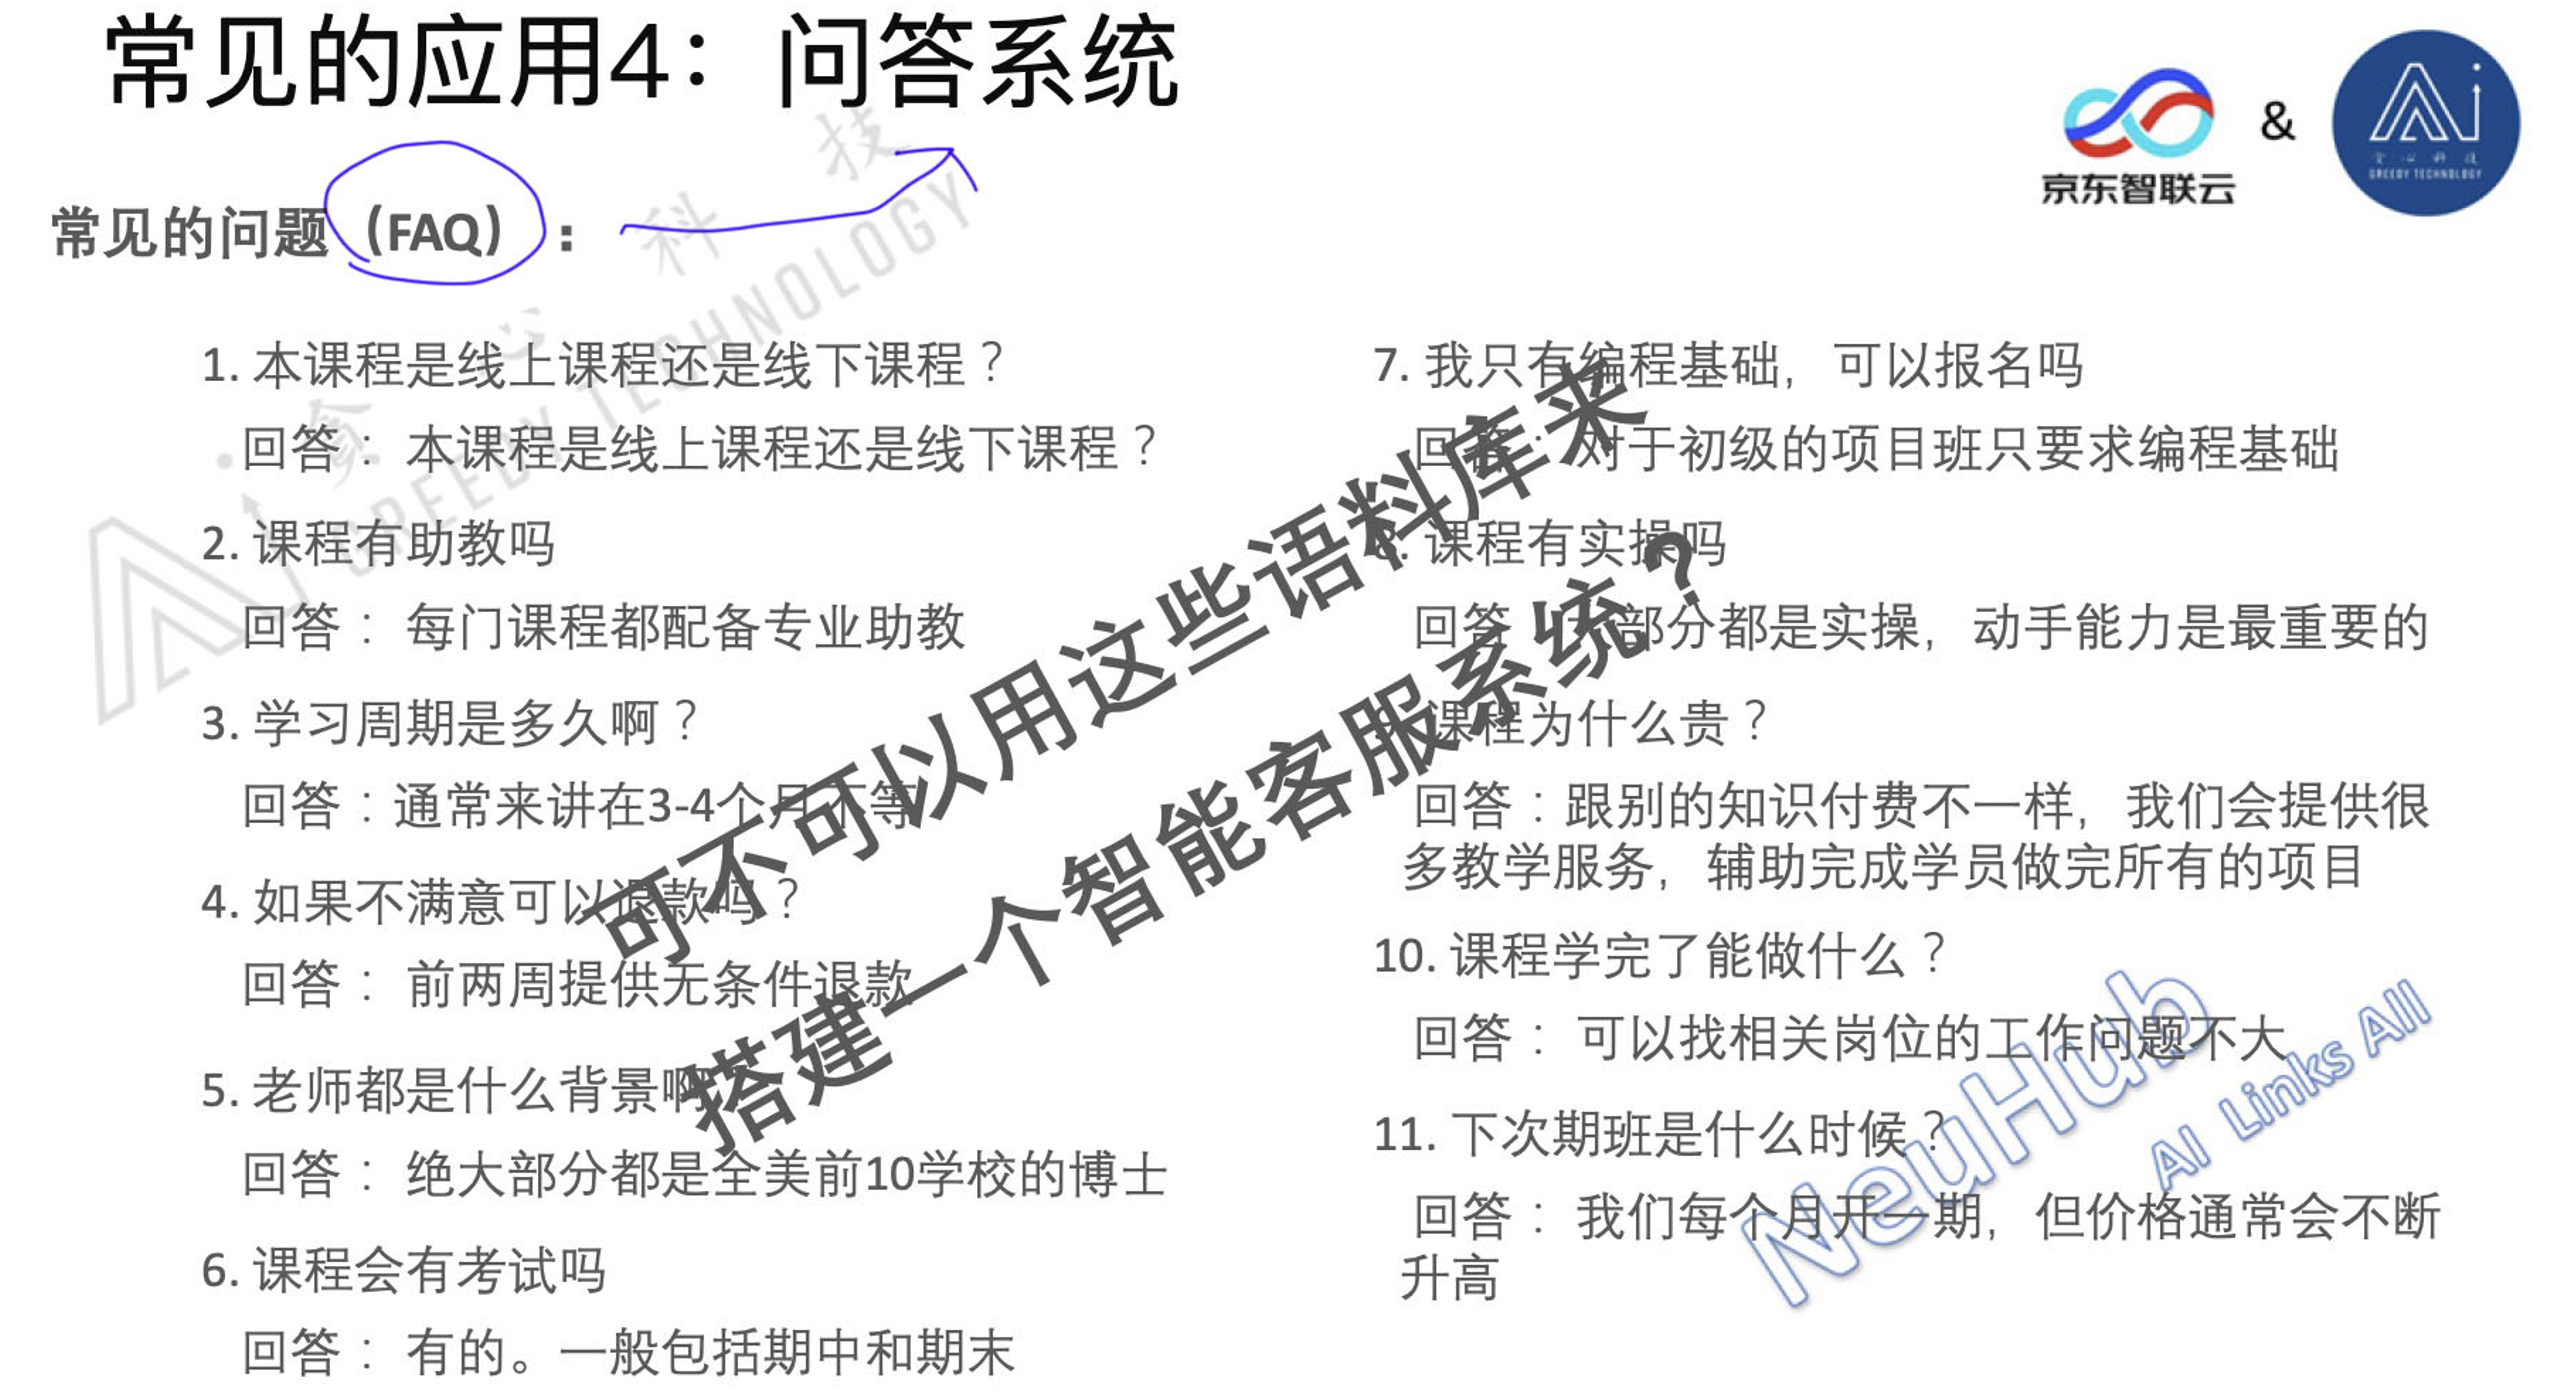 常见的应用4：问答系统
京东智联云
&
贪心科技
GREEDY TECHNOLOGY
常见的问题（FAQ）：
贪心科技
GREEDY TECHNOLOGY
1. 本课程是线上课程还是线下课程？
回答： 本课程是线上课程还是线下课程？
2. 课程有助教吗
回答： 每门课程都配备专业助教
3. 学习周期是多久啊？
回答：通常来讲在3-4个月不等
4. 如果不满意可以退款吗？
回答： 前两周提供无条件退款
5. 老师都是什么背景啊
回答： 绝大部分都是全美前10学校的博士
6. 课程会有考试吗
回答： 有的。一般包括期中和期末
可不可以用这些语料库来
搭建一个智能客服系统？
7. 我只有编程基础，可以报名吗
回答：对于初级的项目班只要求编程基础
8. 课程有实操吗
回答：大部分都是实操，动手能力是最重要的
9. 课程为什么贵？
回答：跟别的知识付费不一样，我们会提供很
多教学服务，辅助完成学员做完所有的项目
10. 课程学完了能做什么？
回答： 可以找相关岗位的工作问题不大
11. 下次期班是什么时候？
回答： 我们每个月开一期，但价格通常会不断
升高
NeuHub
AI Links All